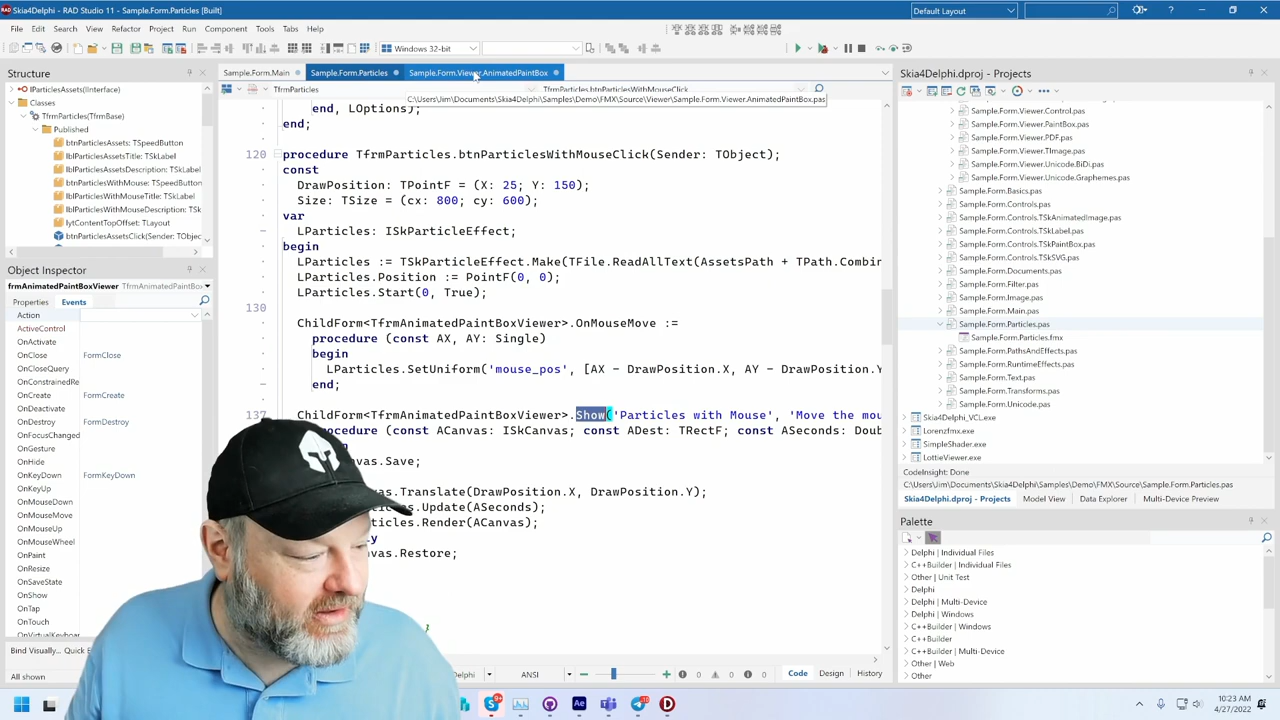 Skia4Delphi - RAD Studio 11 - Sample.Form.Particles [Built]
Default Layout
File Edit Search View Refactor Project Run Component Tools Tabs Help
Windows 32-bit
Structure
IParticlesAssets(Interface)
Classes
TfrmParticles(TfrmBase)
Published
btnParticlesAssets: TSpeedButton
lblParticlesAssetsTitle: TSkLabel
lblParticlesAssetsDescription: TSk
btnParticlesWithMouse: TSpeedButton
lblParticlesWithMouseTitle: TSkLabel
lblParticlesWithMouseDescription: TSk
lytContentTopOffset: TLayout
btnParticlesAssetsClick(Sender: TObjec
Object Inspector
frmAnimatedPaintBoxViewer TfrmAnimatedPaintBo
Properties Events
Action
ActiveControl
OnActivate
OnClose FormClose
OnCloseQuery
OnConstrainedRe
OnCreate FormCreate
OnDeactivate
OnDestroy FormDestroy
OnFocusChanged
OnGesture
OnHide
OnKeyDown FormKeyDown
OnKeyUp
OnMouseDown
OnMouseMove
OnMouseUp
OnMouseWheel
OnPaint
OnResize
OnSaveState
OnShow
OnTap
OnTouch
OnVirtualKeyboar
Bind Visually...
All shown
Sample.Form.Main Sample.Form.Particles Sample.Form.Viewer.AnimatedPaintBox
TfrmParticles TfrmParticles.btnParticlesWithMouseClick
C:\Users\Jim\Documents\Skia4Delphi\Samples\Demo\FMX\Source\Viewer\Sample.Form.Viewer.AnimatedPaintBox.pas
end, LOptions);
end;
120 procedure TfrmParticles.btnParticlesWithMouseClick(Sender: TObject);
const
DrawPosition: TPointF = (X: 25; Y: 150);
Size: TSize = (cx: 800; cy: 600);
var
LParticles: ISkParticleEffect;
begin
LParticles := TSkParticleEffect.Make(TFile.ReadAllText(AssetsPath + TPath.Combin
LParticles.Position := PointF(0, 0);
LParticles.Start(0, True);
130
ChildForm<TfrmAnimatedPaintBoxViewer>.OnMouseMove :=
procedure (const AX, AY: Single)
begin
LParticles.SetUniform('mouse_pos', [AX - DrawPosition.X, AY - DrawPosition.Y
end;
137 ChildForm<TfrmAnimatedPaintBoxViewer>.Show('Particles with Mouse', 'Move the mou
procedure (const ACanvas: ISkCanvas; const ADest: TRectF; const ASeconds: Doub
vas.Save;
vas.Translate(DrawPosition.X, DrawPosition.Y);
ticles.Update(ASeconds);
ticles.Render(ACanvas);
ly
vas.Restore;
}
elphi ANSI 0 0 0 Code Design History
Skia4Delphi.dproj - Projects
Sample.Form.Viewer.Control.pas
Sample.Form.Viewer.PaintBox.pas
Sample.Form.Viewer.PDF.pas
Sample.Form.Viewer.TImage.pas
Sample.Form.Viewer.Unicode.BiDi.pas
Sample.Form.Viewer.Unicode.Graphemes.pas
Sample.Form.Basics.pas
Sample.Form.Controls.pas
Sample.Form.Controls.TSkAnimatedImage.pas
Sample.Form.Controls.TSkLabel.pas
Sample.Form.Controls.TSkPaintBox.pas
Sample.Form.Controls.TSkSVG.pas
Sample.Form.Documents.pas
Sample.Form.Filter.pas
Sample.Form.Image.pas
Sample.Form.Main.pas
Sample.Form.Particles.pas
Sample.Form.Particles.fmx
Sample.Form.PathsAndEffects.pas
Sample.Form.RuntimeEffects.pas
Sample.Form.Text.pas
Sample.Form.Transforms.pas
Sample.Form.Unicode.pas
Skia4Delphi_VCL.exe
Lorenzfmx.exe
SimpleShader.exe
LottieViewer.exe
CodeInsight: Done
C:\Users\Jim\Documents\Skia4Delphi\Samples\Demo\FMX\Source\Sample.Form.Particles.pas
Skia4Delphi.dproj - Projects Model View Data Explorer Multi-Device Preview
Palette
Delphi | Individual Files
C++Builder | Individual Files
Other | Unit Test
Delphi
Delphi | Multi-Device
Delphi | Windows
C++Builder | Windows
C++Builder
C++Builder | Multi-Device
Other | Web
Other
10:23 AM
4/27/2022